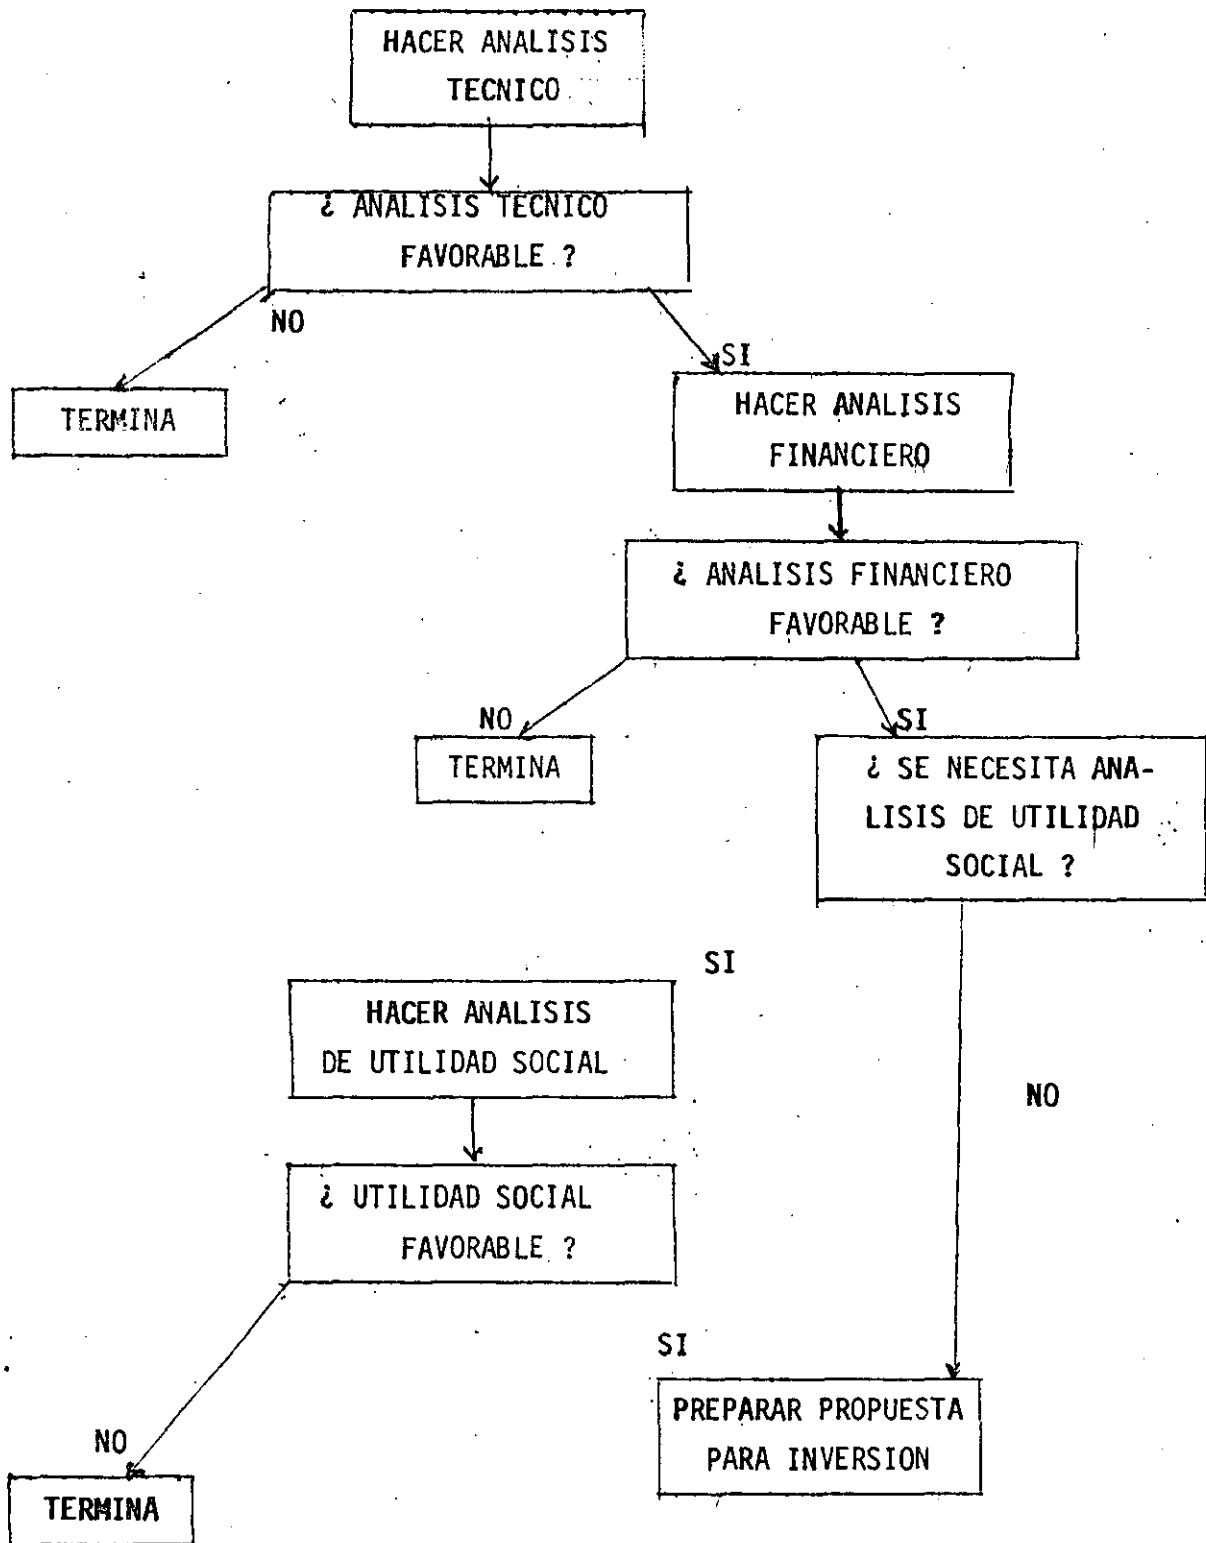 HACER ANALISIS
TECNICO
¿ ANALISIS TECNICO
FAVORABLE ?
NO
SI
TERMINA
HACER ANALISIS
FINANCIERO
¿ ANALISIS FINANCIERO
FAVORABLE ?
NO
SI
TERMINA
¿ SE NECESITA ANA-
LISIS DE UTILIDAD
SOCIAL ?
SI
HACER ANALISIS
DE UTILIDAD SOCIAL
NO
¿ UTILIDAD SOCIAL
FAVORABLE ?
SI
PREPARAR PROPUESTA
PARA INVERSION
NO
TERMINA